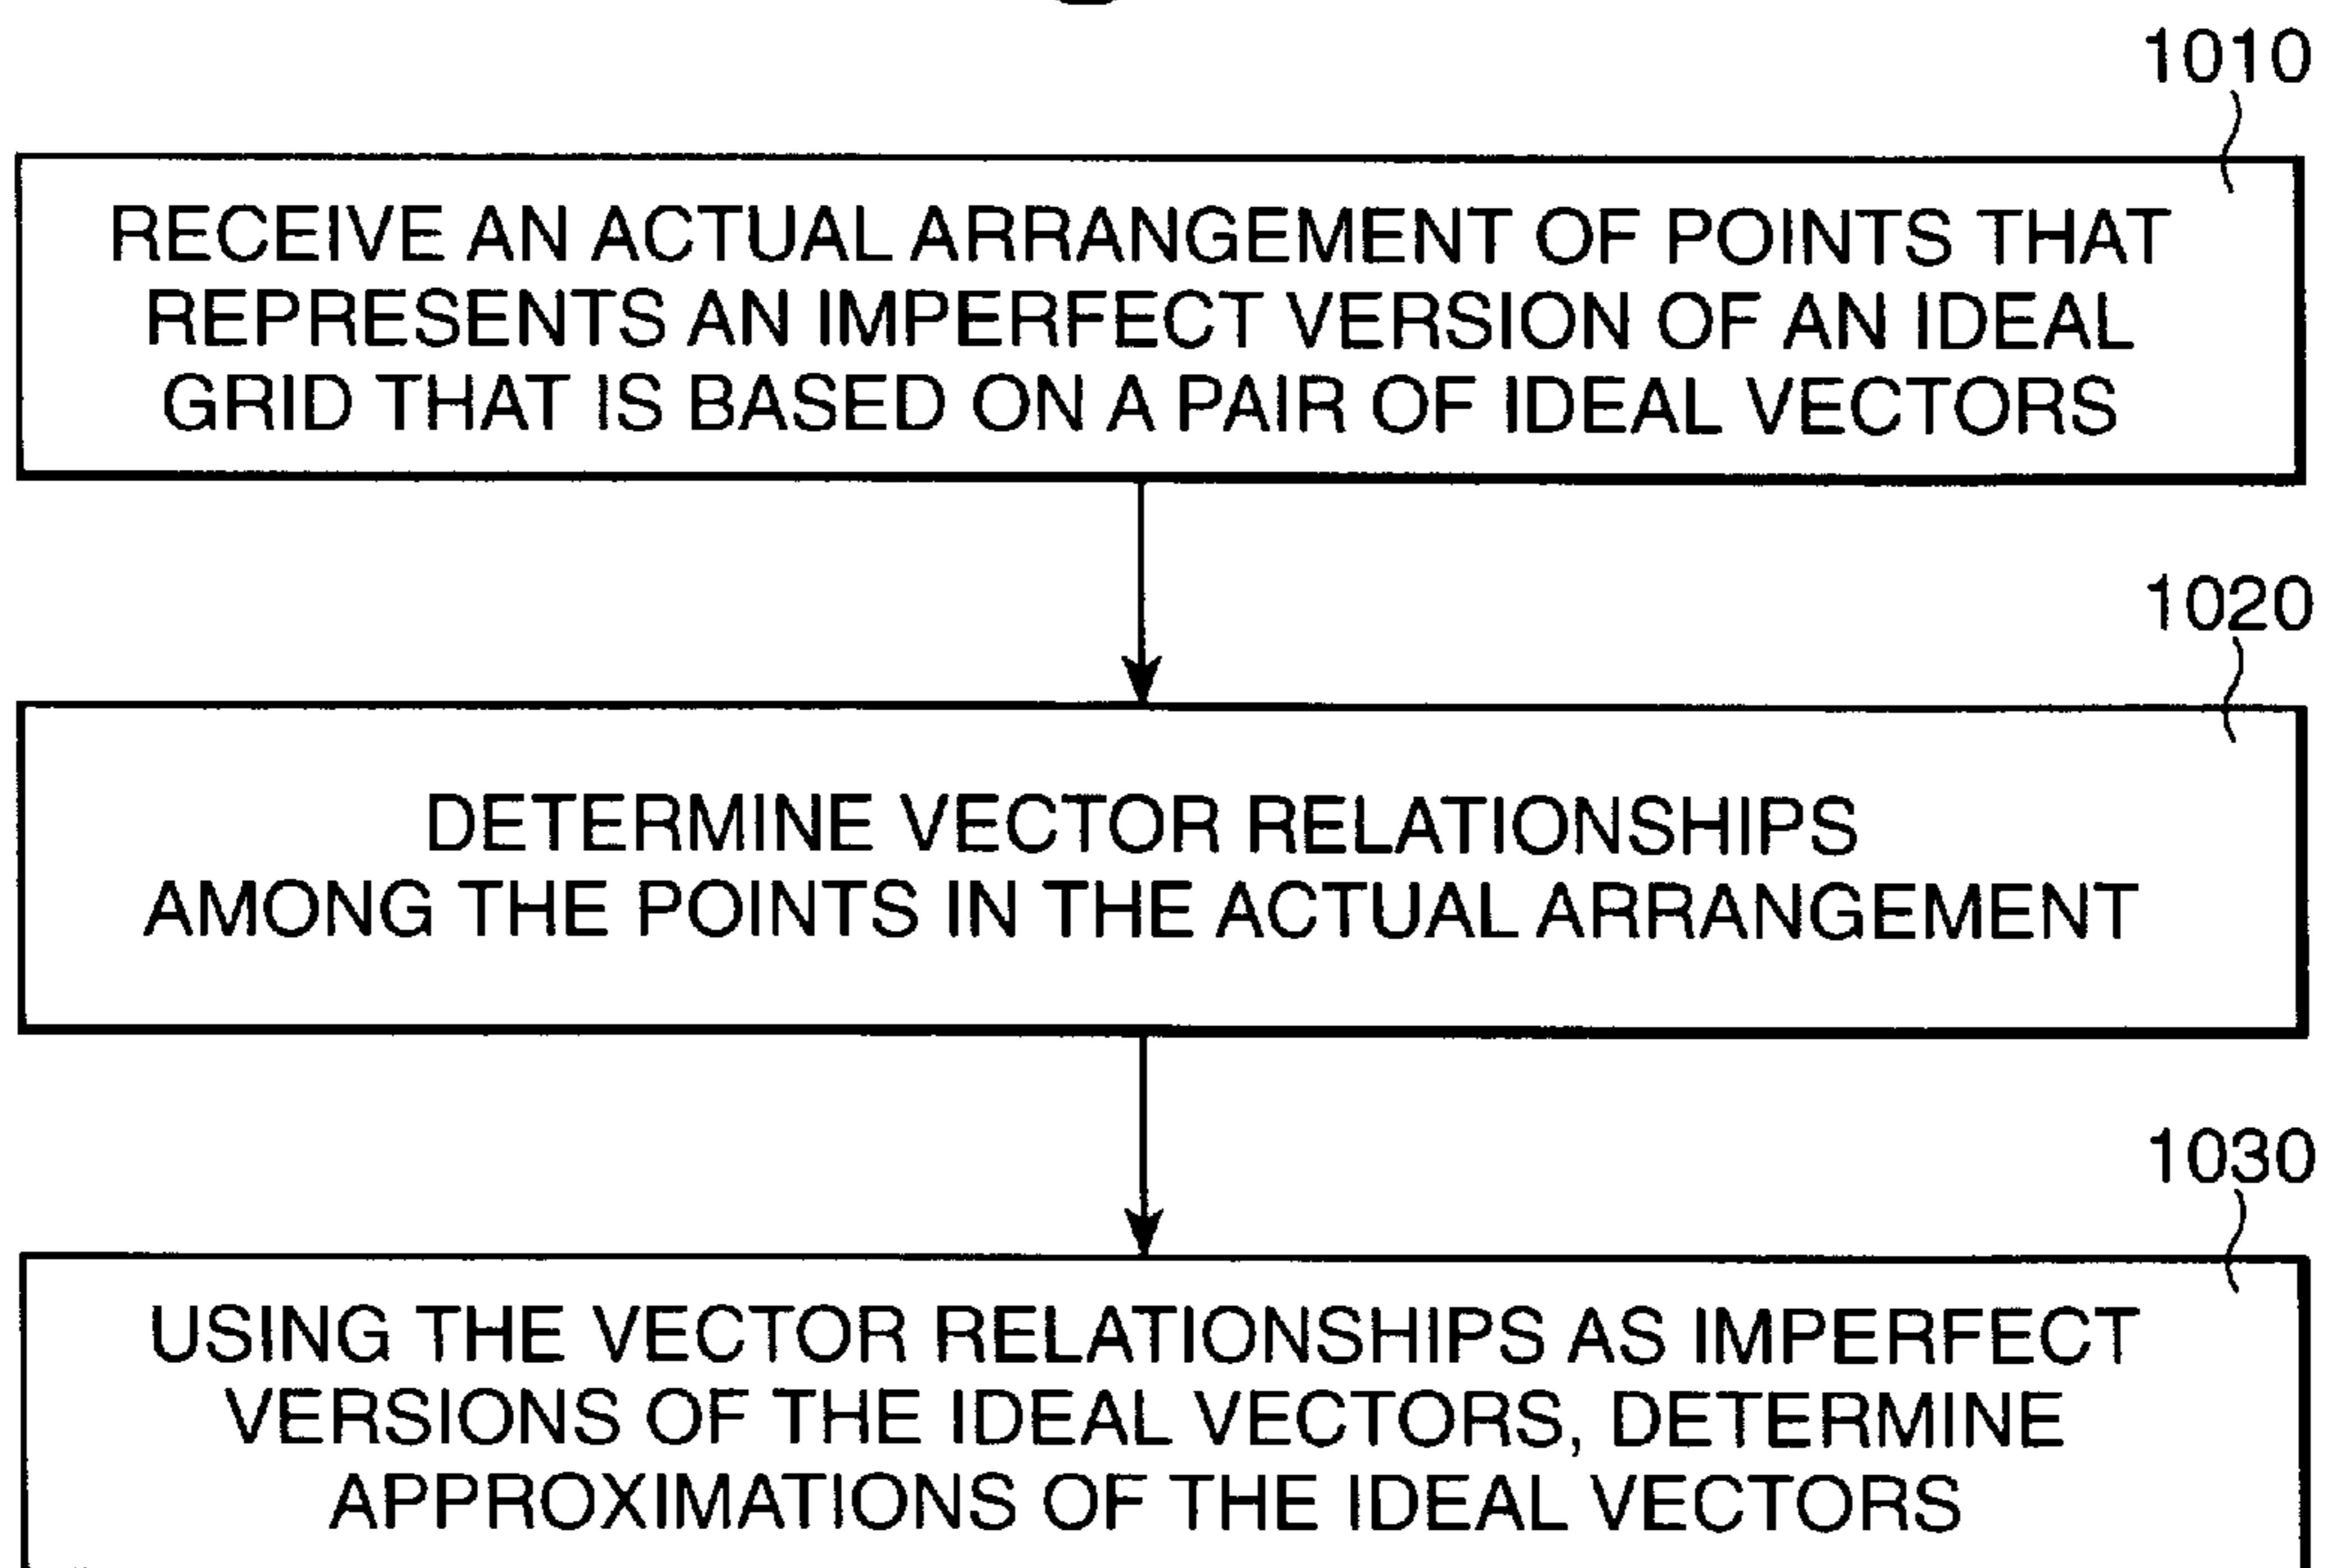 1010
RECEIVE AN ACTUAL ARRANGEMENT OF POINTS THAT
REPRESENTS AN IMPERFECT VERSION OF AN IDEAL
GRID THAT IS BASED ON A PAIR OF IDEAL VECTORS
1020
DETERMINE VECTOR RELATIONSHIPS
AMONG THE POINTS IN THE ACTUAL ARRANGEMENT
1030
USING THE VECTOR RELATIONSHIPS AS IMPERFECT
VERSIONS OF THE IDEAL VECTORS, DETERMINE
APPROXIMATIONS OF THE IDEAL VECTORS